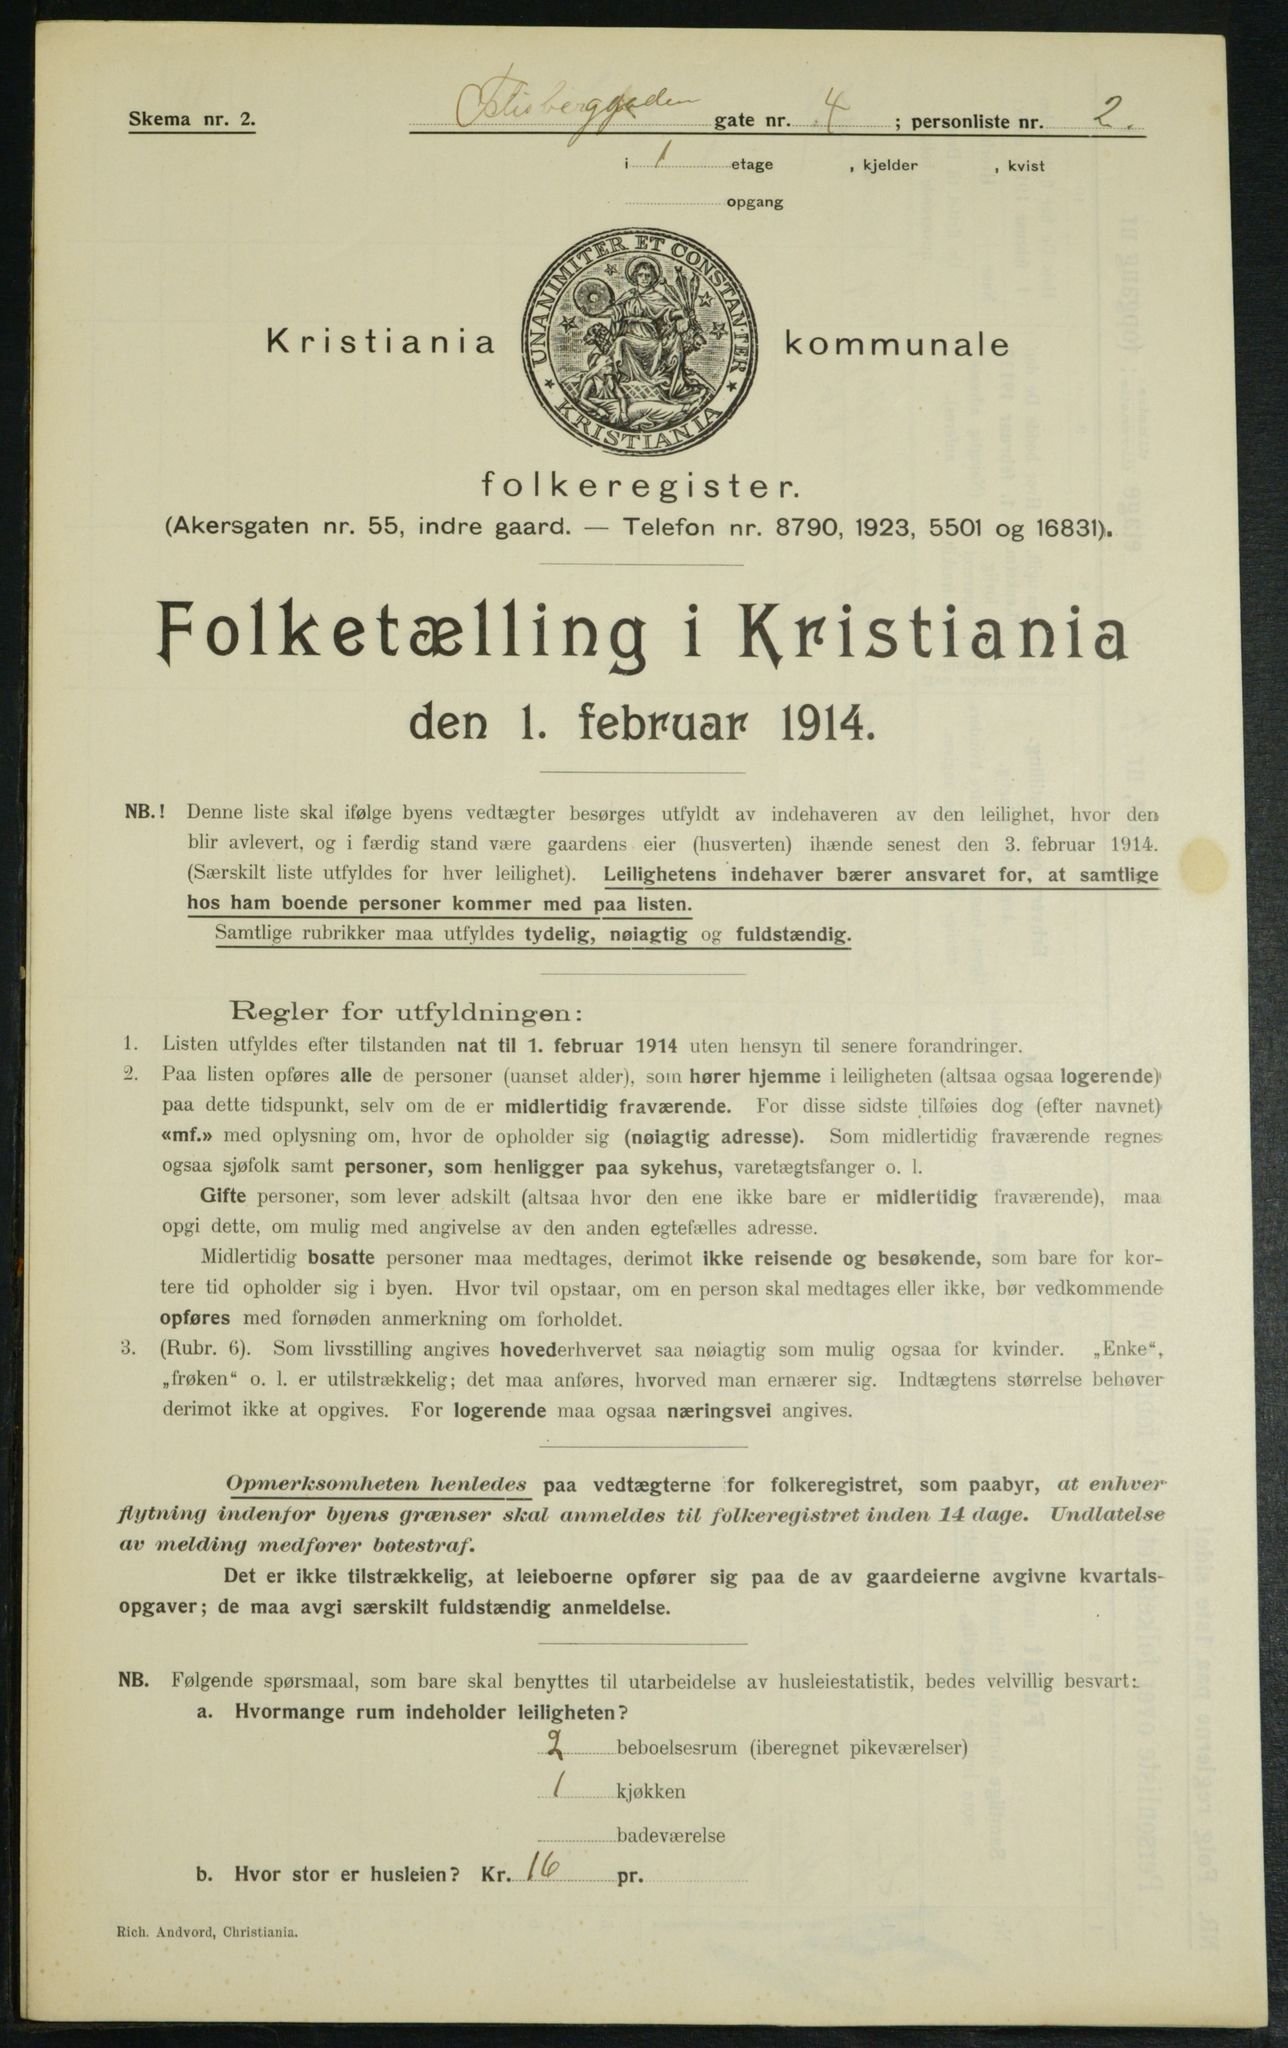 Skema nr. 2.
gate nr. 4 ; personliste nr. 2.
i 1 etage , kjelder , kvist
opgang
UNANIMITER ET CONSTANTER
KRISTIANIA
Kristiania kommunale
folkeregister.
(Akersgaten nr. 55, indre gaard. — Telefon nr. 8790, 1923, 5501 og 16831).
Folketælling i Kristiania
den 1. februar 1914.
NB.! Denne liste skal ifølge byens vedtægter besørges utfyldt av indehaveren av den leilighet, hvor den
blir avlevert, og i færdig stand være gaardens eier (husverten) ihænde senest den 3. februar 1914.
(Særskilt liste utfyldes for hver leilighet). Leilighetens indehaver bærer ansvaret for, at samtlige
hos ham boende personer kommer med paa listen.
Samtlige rubrikker maa utfyldes tydelig, nøiagtig og fuldstændig.
Regler for utfyldningen:
1. Listen utfyldes efter tilstanden nat til 1. februar 1914 uten hensyn til senere forandringer.
2. Paa listen opføres alle de personer (uanset alder), som hører hjemme i leiligheten (altsaa ogsaa logerende)
paa dette tidspunkt, selv om de er midlertidig fraværende. For disse sidste tilføies dog (efter navnet)
«mf.» med oplysning om, hvor de opholder sig (nøiagtig adresse). Som midlertidig fraværende regnes
ogsaa sjøfolk samt personer, som henligger paa sykehus, varetægtsfanger o. l.
Gifte personer, som lever adskilt (altsaa hvor den ene ikke bare er midlertidig fraværende), maa
opgi dette, om mulig med angivelse av den anden egtefælles adresse.
Midlertidig bosatte personer maa medtages, derimot ikke reisende og besøkende, som bare for kor-
tere tid opholder sig i byen. Hvor tvil opstaar, om en person skal medtages eller ikke, bør vedkommende
opføres med fornøden anmerkning om forholdet.
3. (Rubr. 6). Som livsstilling angives hovederhvervet saa nøiagtig som mulig ogsaa for kvinder. „Enke“,
„frøken“ o. l. er utilstrækkelig; det maa anføres, hvorved man ernærer sig. Indtægtens størrelse behøver
derimot ikke at opgives. For logerende maa ogsaa næringsvei angives.
Opmerksomheten henledes paa vedtægterne for folkeregistret, som paabyr, at enhver
flytning indenfor byens grænser skal anmeldes til folkeregistret inden 14 dage. Undlatelse
av melding medfører bøtestraf.
Det er ikke tilstrækkelig, at leieboerne opfører sig paa de av gaardeierne avgivne kvartals-
opgaver; de maa avgi særskilt fuldstændig anmeldelse.
NB. Følgende spørsmaal, som bare skal benyttes til utarbeidelse av husleiestatistik, bedes velvillig besvart:
a. Hvormange rum indeholder leiligheten?
2 beboelsesrum (iberegnet pikeværelser)
1 kjøkken
badeværelse
b. Hvor stor er husleien? Kr. 16 pr.
Rich. Andvord, Christiania.